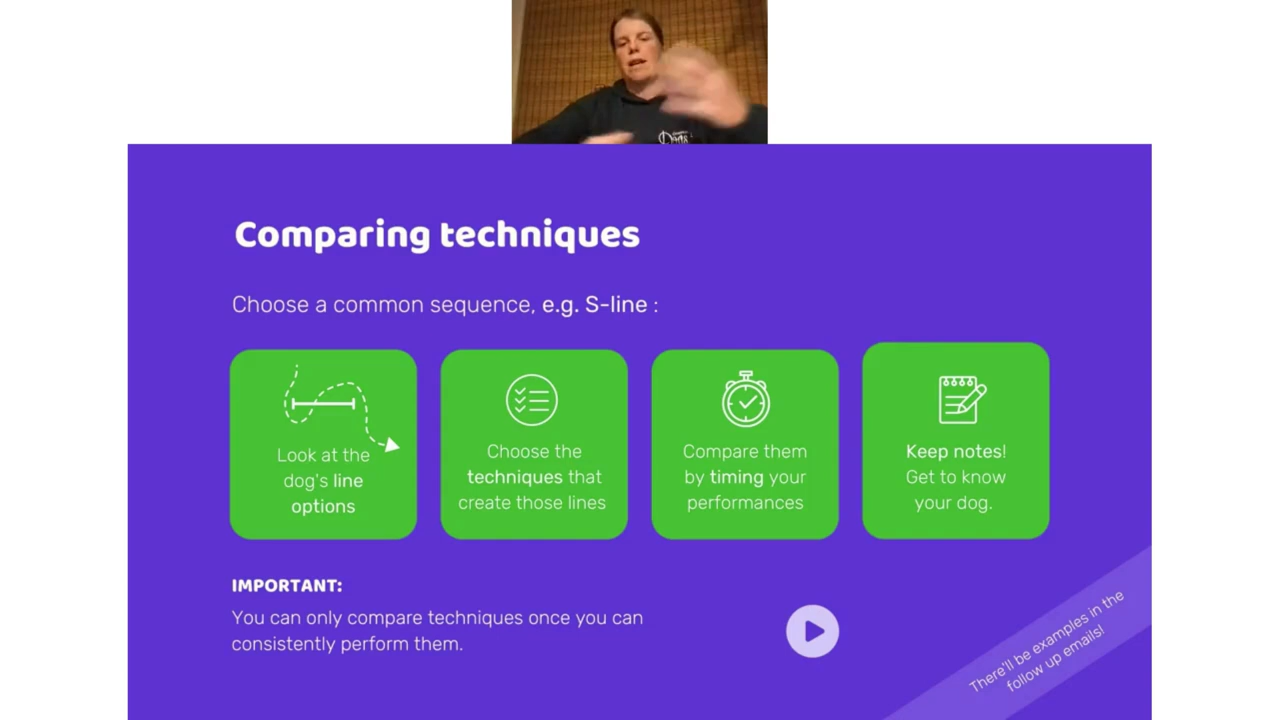 Dogs
Comparing techniques
Choose a common sequence, e.g. S-line :
Look at the
dog's line
options
Choose the
techniques that
create those lines
Compare them
by timing your
performances
Keep notes!
Get to know
your dog.
IMPORTANT:
You can only compare techniques once you can
consistently perform them.
There'll be examples in the
follow up emails!